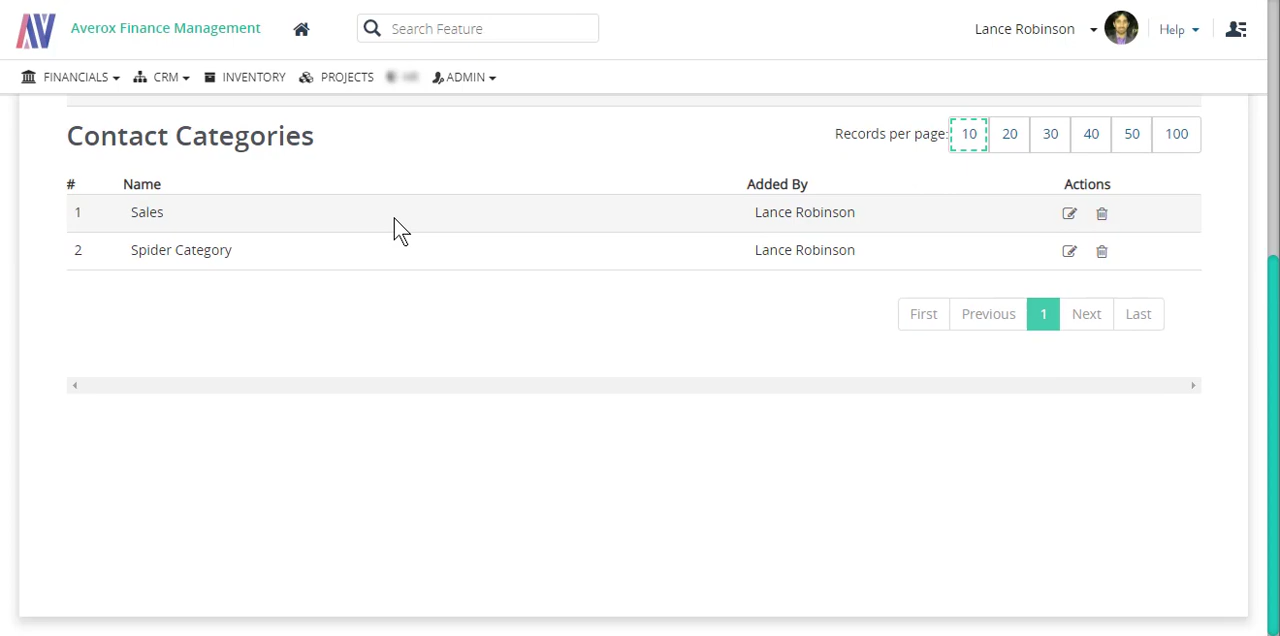 Averox Finance Management
Search Feature
Lance Robinson
Help
FINANCIALS CRM INVENTORY PROJECTS ADMIN
Contact Categories
Records per page: 10 20 30 40 50 100
# Name Added By Actions
1 Sales Lance Robinson
2 Spider Category Lance Robinson
First Previous 1 Next Last